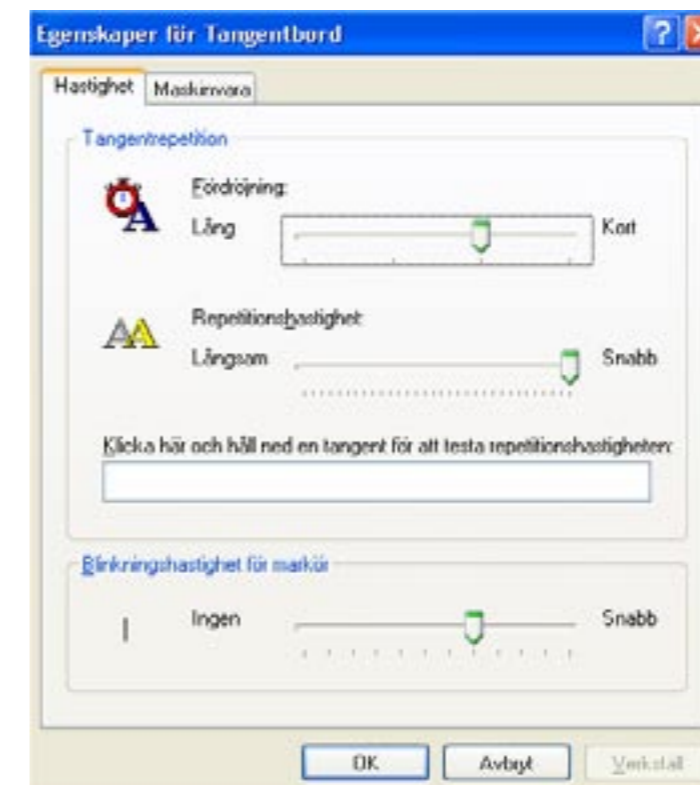 Egenskaper för Tangentbord
Hastighet Maskinvara
Tangentrepetition
Fördröjning:
Lång Kort
Repetitionshastighet:
Långsam Snabb
Klicka här och håll ned en tangent för att testa repetitionshastigheten:
Blinkningshastighet för markör
Ingen Snabb
OK Avbryt Verkställ